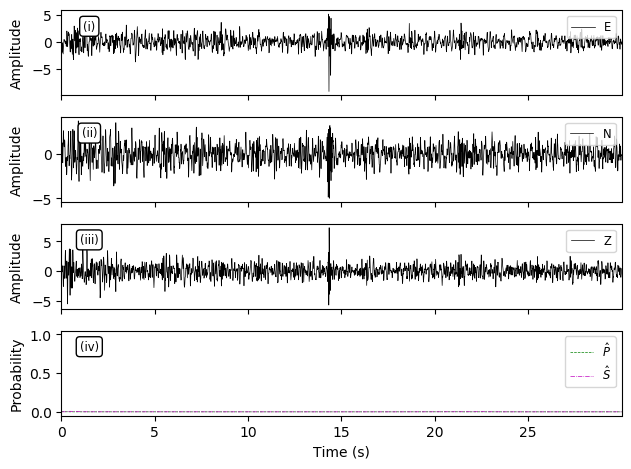 (i)
E
Amplitude
5
0
−5
(ii)
N
Amplitude
0
−5
(iii)
Z
Amplitude
5
0
−5
(iv)
P̂
Ŝ
Probability
1.0
0.5
0.0
0 5 10 15 20 25
Time (s)